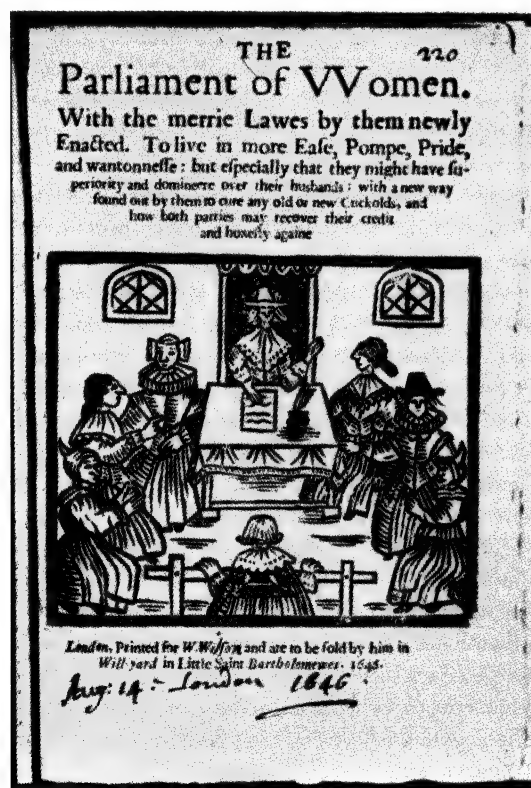 THE
220
Parliament of VVomen.
With the merrie Lawes by them newly
Enacted. To live in more Eaſe, Pompe, Pride,
and wantonneſſe: but eſpecially that they might have ſu-
periority and domineere over their husbands: with a new way
found out by them to cure any old or new Cuckolds, and
how both parties may recover their credit
and honeſty againe
London, Printed for W. Wilſon and are to be ſold by him in
Will yard in Little Saint Bartholomewes. 1646.
Aug: 14: London 1646.